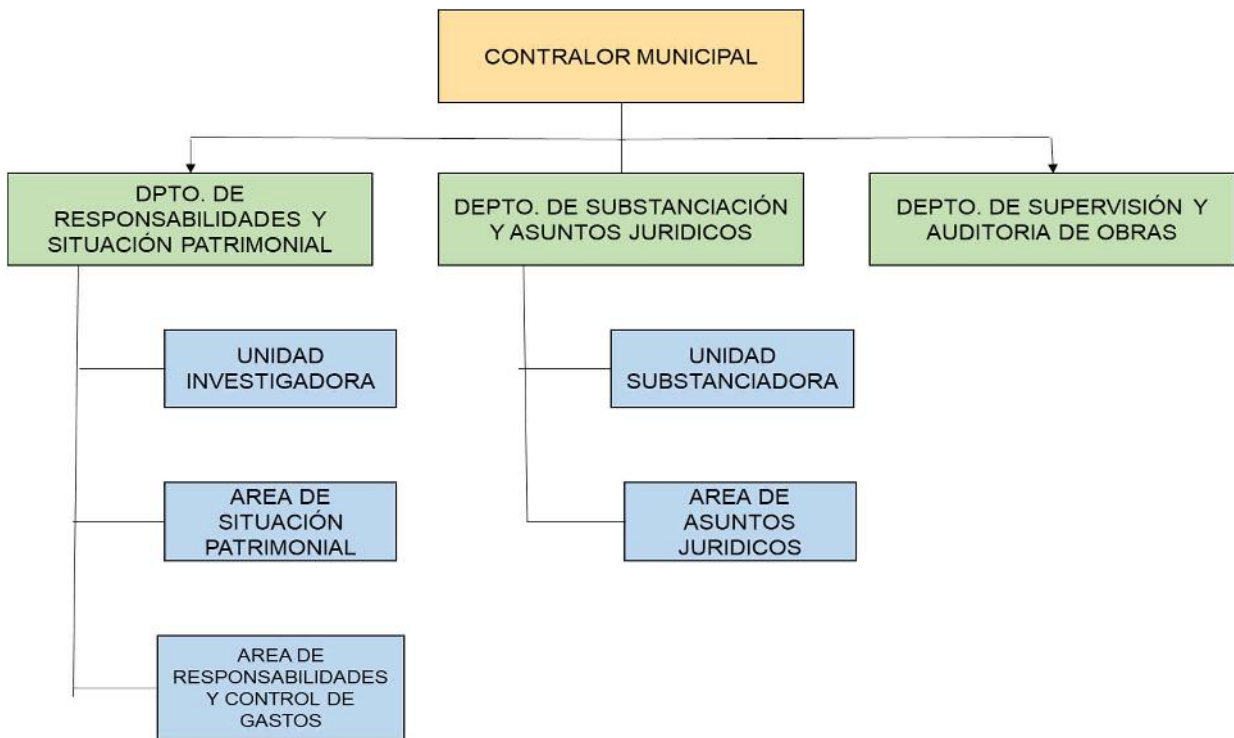 CONTRALOR MUNICIPAL
DPTO. DE
RESPONSABILIDADES Y
SITUACIÓN PATRIMONIAL
DEPTO. DE SUBSTANCIACIÓN
Y ASUNTOS JURIDICOS
DEPTO. DE SUPERVISIÓN Y
AUDITORIA DE OBRAS
UNIDAD
INVESTIGADORA
UNIDAD
SUBSTANCIADORA
AREA DE
SITUACIÓN
PATRIMONIAL
AREA DE
ASUNTOS
JURIDICOS
AREA DE
RESPONSABILIDADES
Y CONTROL DE
GASTOS